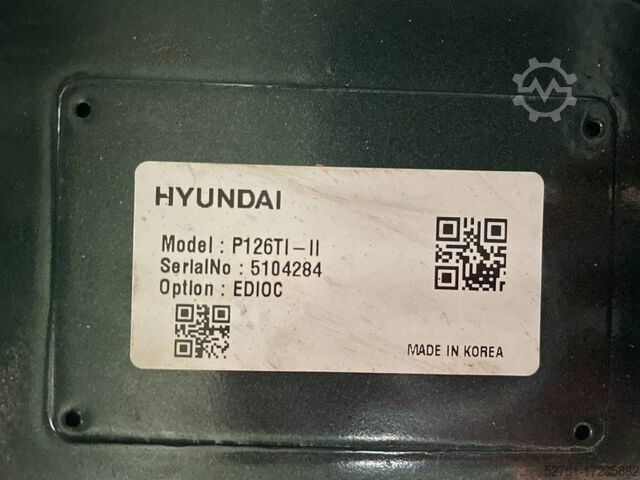 HYUNDAI
Model : P126TI-II
SerialNo : 5104284
Option : EDIOC
MADE IN KOREA
52781-17235882